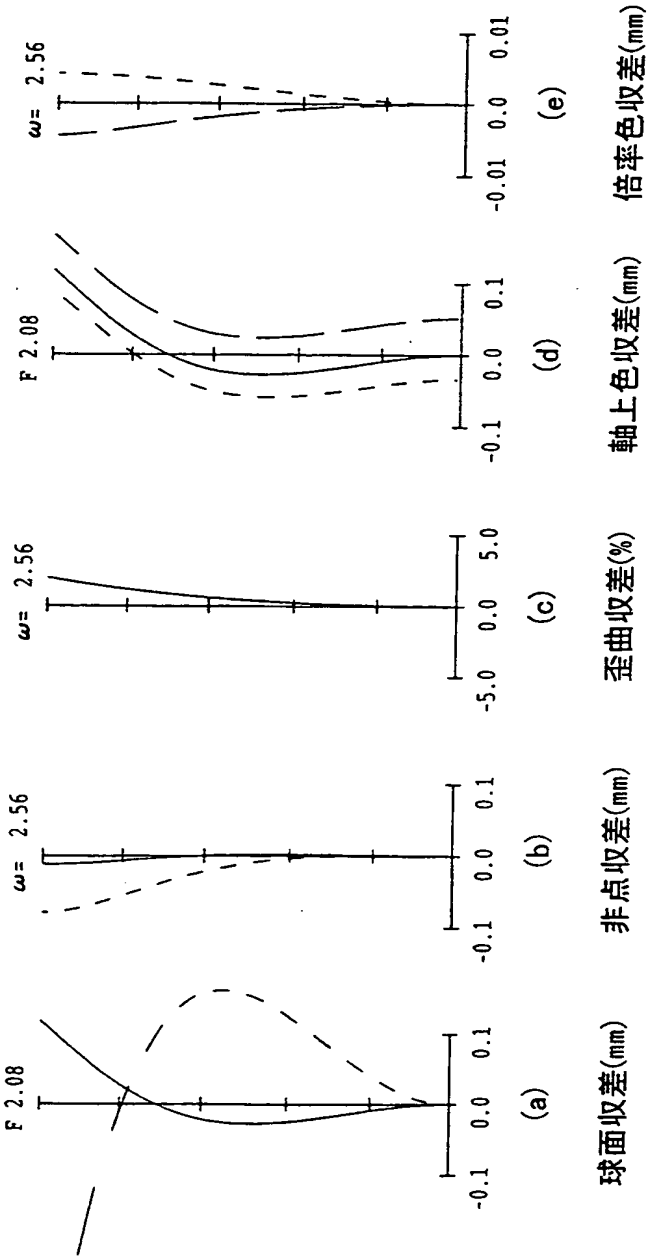 F 2.08
-0.1 0.0 0.1
(a)
球面収差(mm)
ω= 2.56
-0.1 0.0 0.1
(b)
非点収差(mm)
ω= 2.56
-5.0 0.0 5.0
(c)
歪曲収差(%)
F 2.08
-0.1 0.0 0.1
(d)
軸上色収差(mm)
ω= 2.56
-0.01 0.0 0.01
(e)
倍率色収差(mm)